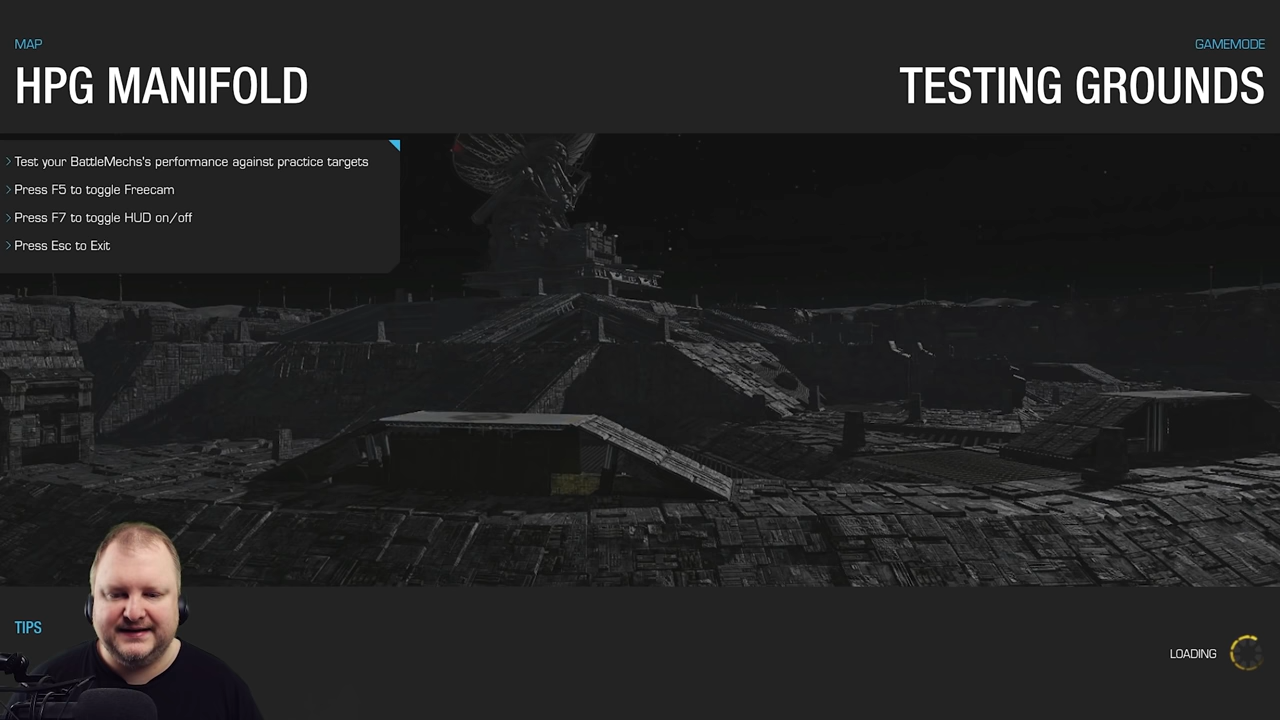 MAP
HPG MANIFOLD
GAMEMODE
TESTING GROUNDS
Test your BattleMechs's performance against practice targets
Press F5 to toggle Freecam
Press F7 to toggle HUD on/off
Press Esc to Exit
TIPS
LOADING